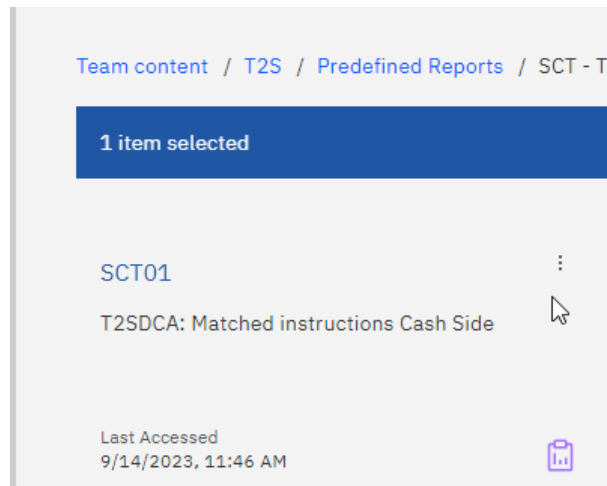 Team content / T2S / Predefined Reports / SCT - T
1 item selected
SCT01
T2SDCA: Matched instructions Cash Side
Last Accessed
9/14/2023, 11:46 AM